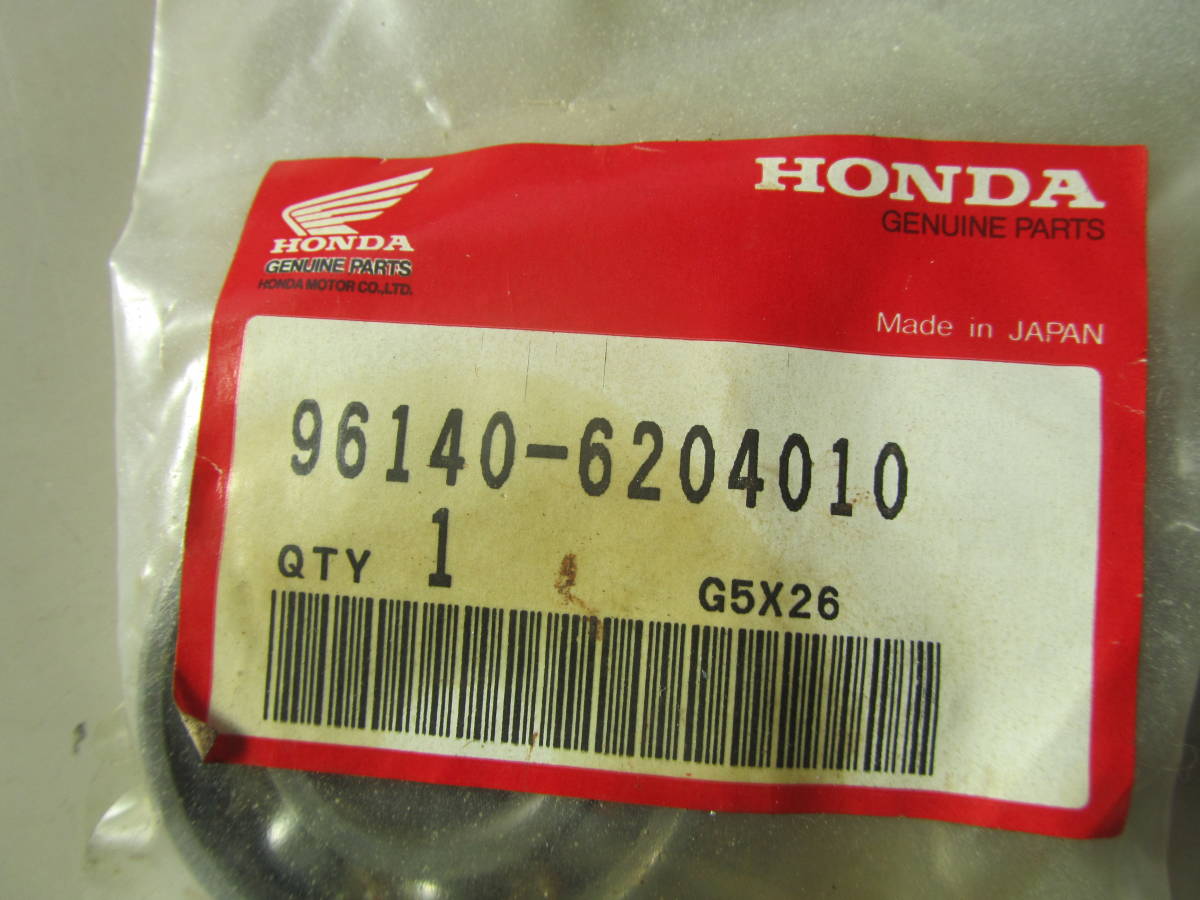 HONDA
GENUINE PARTS
HONDA MOTOR CO.,LTD.
HONDA
GENUINE PARTS
Made in JAPAN
96140-6204010
QTY 1
G5X26